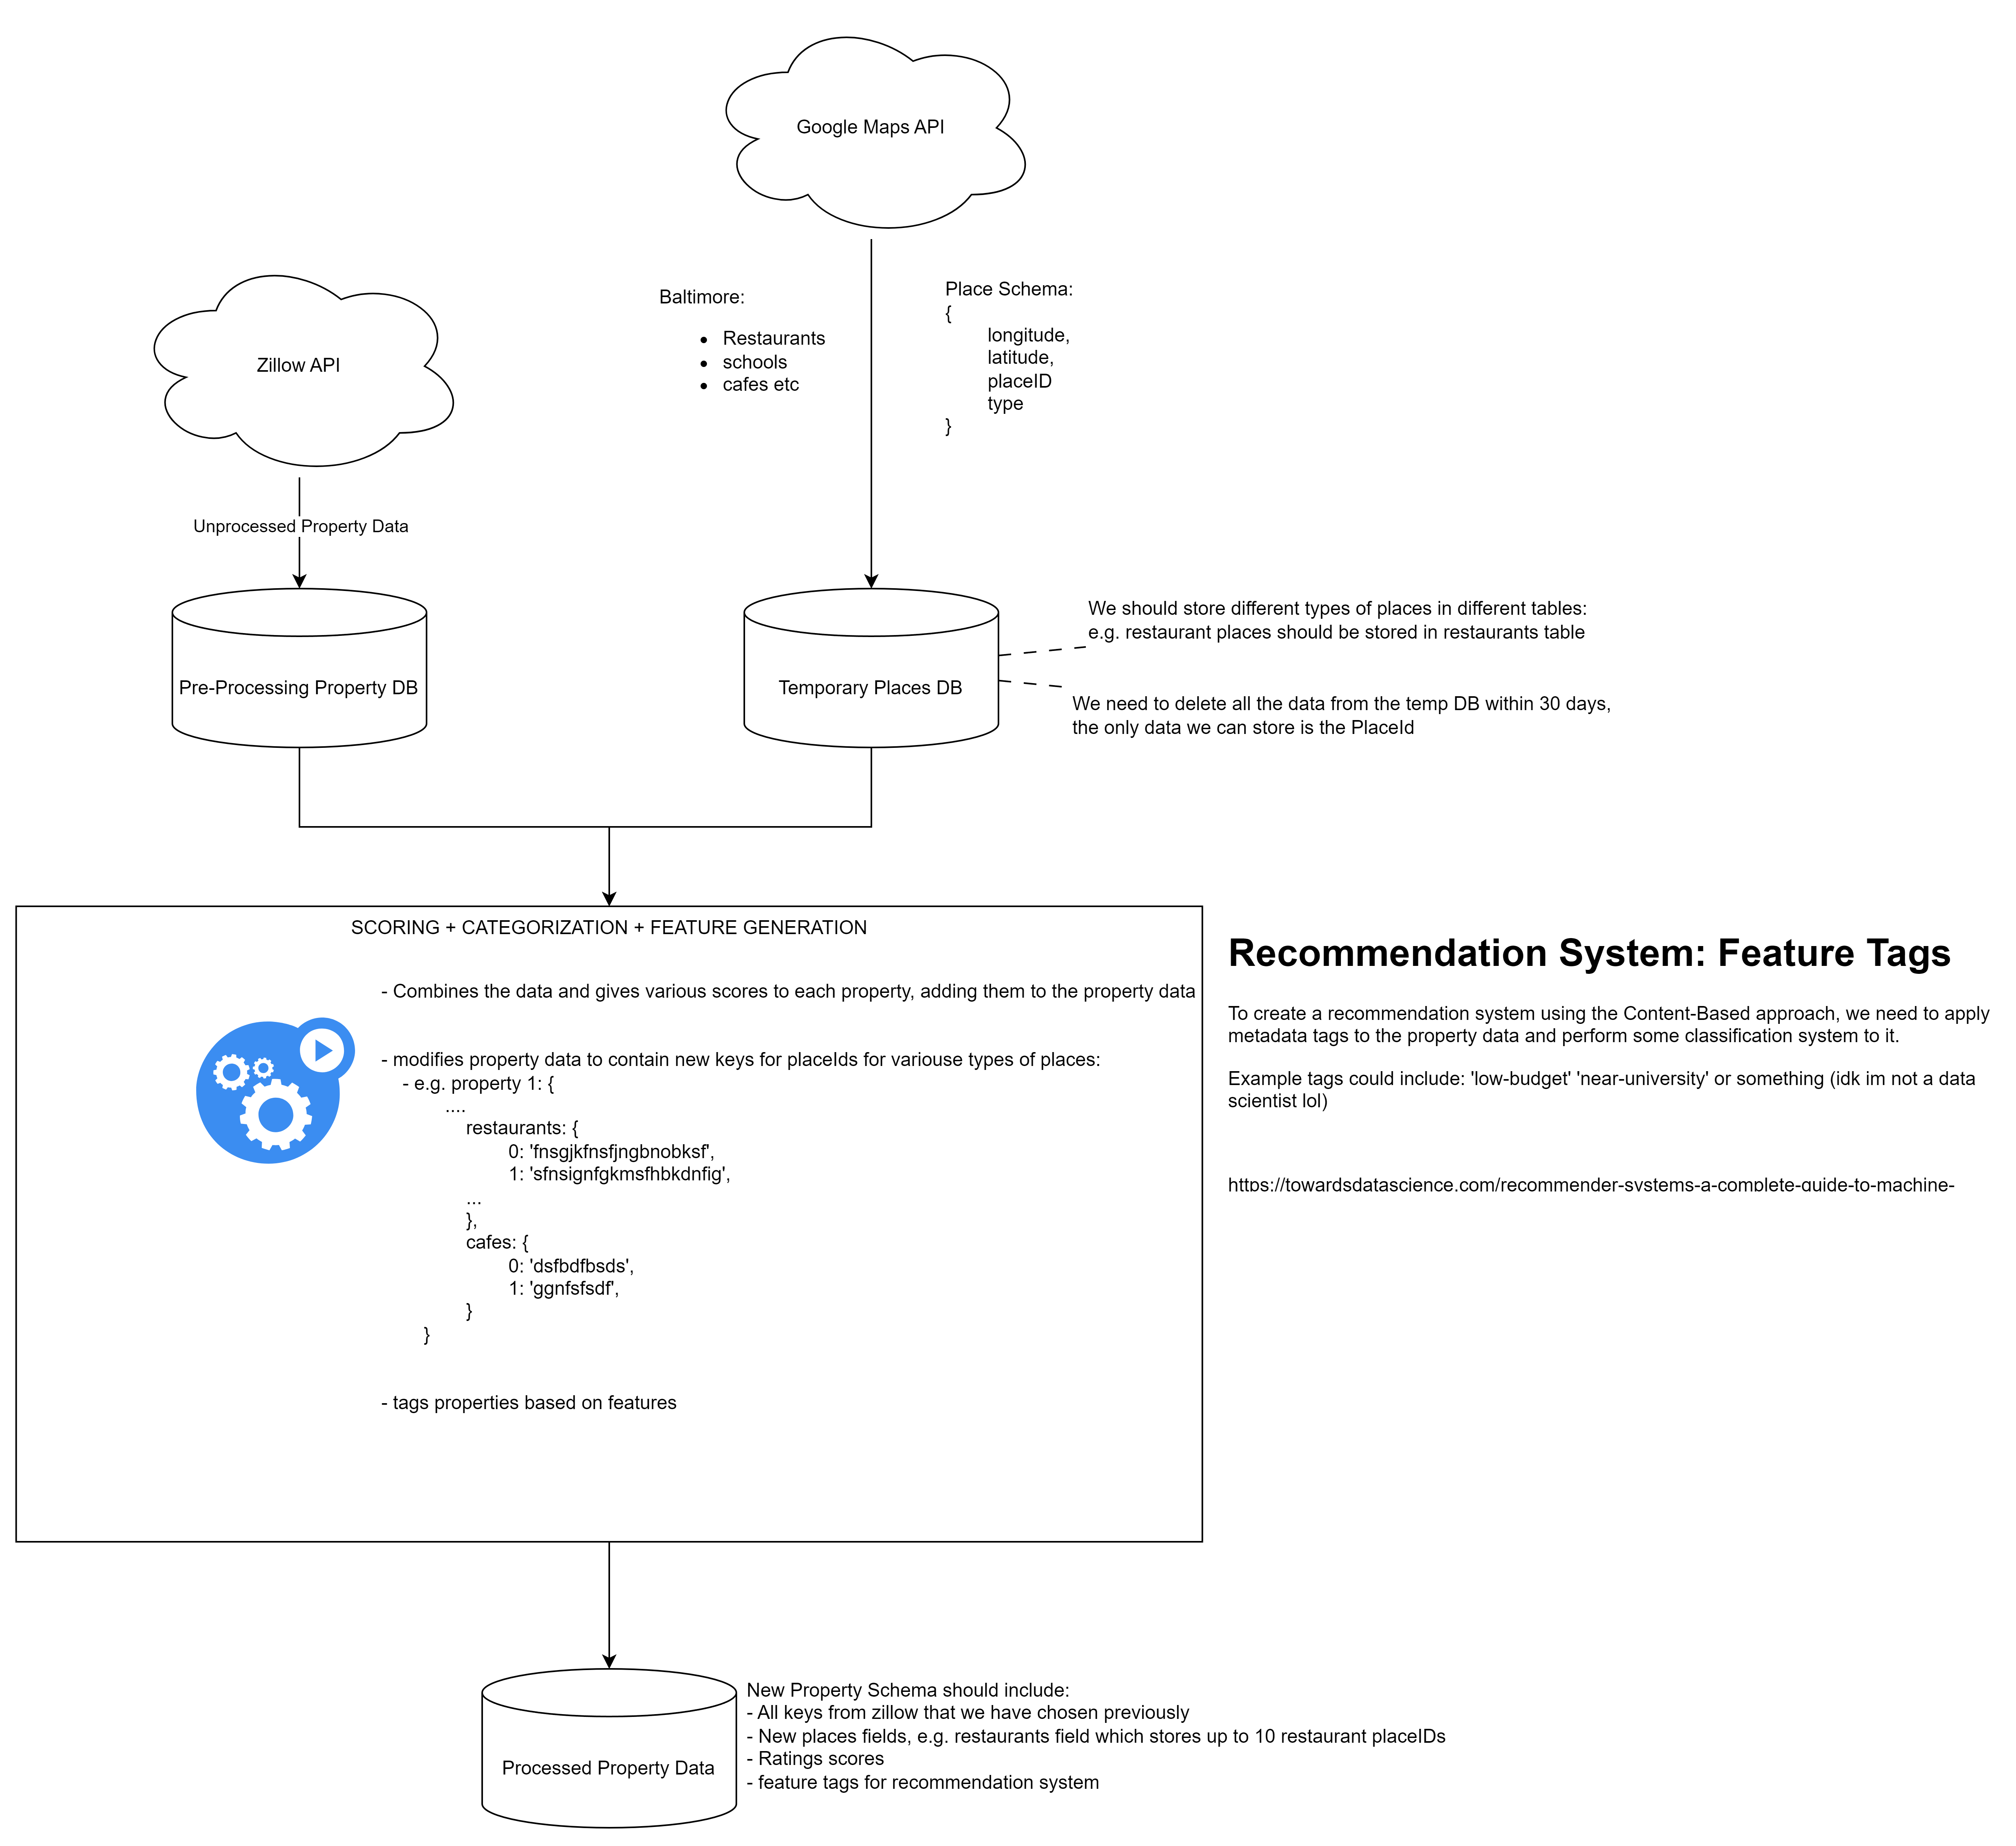 Google Maps API
Zillow API
Baltimore:
Restaurants
schools
cafes etc
Place Schema:
{
longitude,
latitude,
placeID
type
}
Unprocessed Property Data
Pre-Processing Property DB
Temporary Places DB
We should store different types of places in different tables:
e.g. restaurant places should be stored in restaurants table
We need to delete all the data from the temp DB within 30 days,
the only data we can store is the PlaceId
SCORING + CATEGORIZATION + FEATURE GENERATION
- Combines the data and gives various scores to each property, adding them to the property data
- modifies property data to contain new keys for placeIds for variouse types of places:
- e.g. property 1: {
....
restaurants: {
0: 'fnsgjkfnsfjngbnobksf',
1: 'sfnsignfgkmsfhbkdnfig',
...
},
cafes: {
0: 'dsfbdfbsds',
1: 'ggnfsfsdf',
}
}
- tags properties based on features
Recommendation System: Feature Tags
To create a recommendation system using the Content-Based approach, we need to apply
metadata tags to the property data and perform some classification system to it.
Example tags could include: 'low-budget' 'near-university' or something (idk im not a data
scientist lol)
https://towardsdatascience.com/recommender-systems-a-complete-guide-to-machine-
Processed Property Data
New Property Schema should include:
- All keys from zillow that we have chosen previously
- New places fields, e.g. restaurants field which stores up to 10 restaurant placeIDs
- Ratings scores
- feature tags for recommendation system